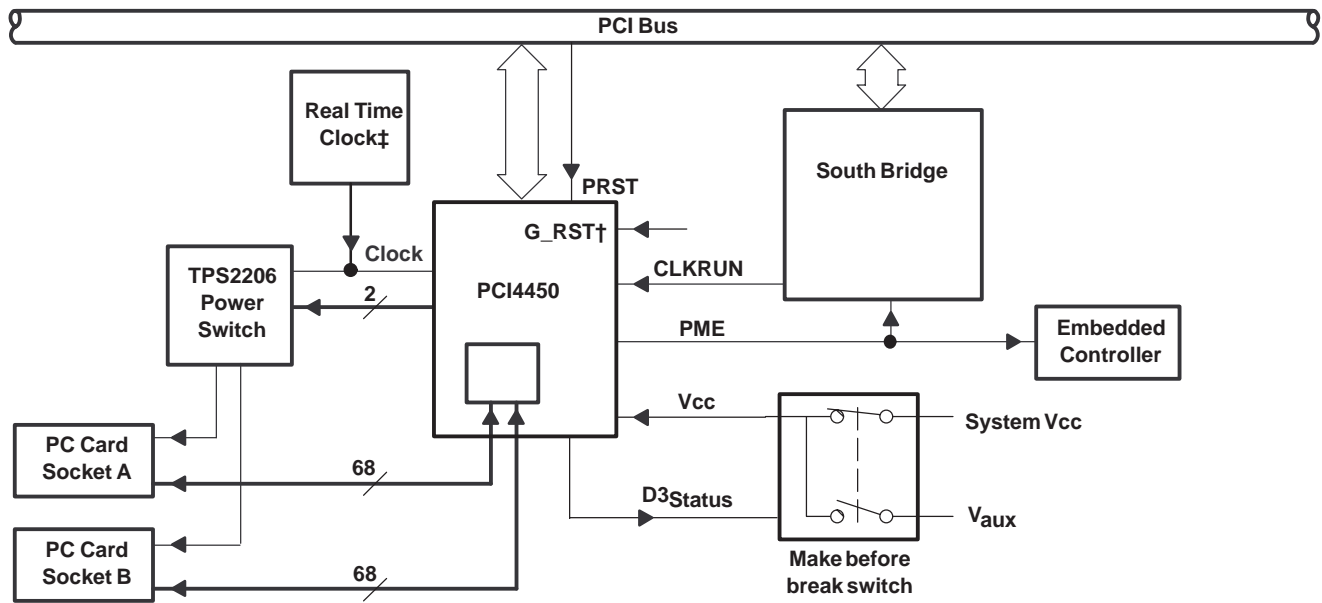 PCI Bus
Real Time
Clock‡
South Bridge
PRST
G_RST†
Clock
CLKRUN
TPS2206
Power
Switch
PCI4450
2
PME
Embedded
Controller
Vcc
System Vcc
PC Card
Socket A
68
D3Status
Vaux
PC Card
Socket B
68
Make before
break switch